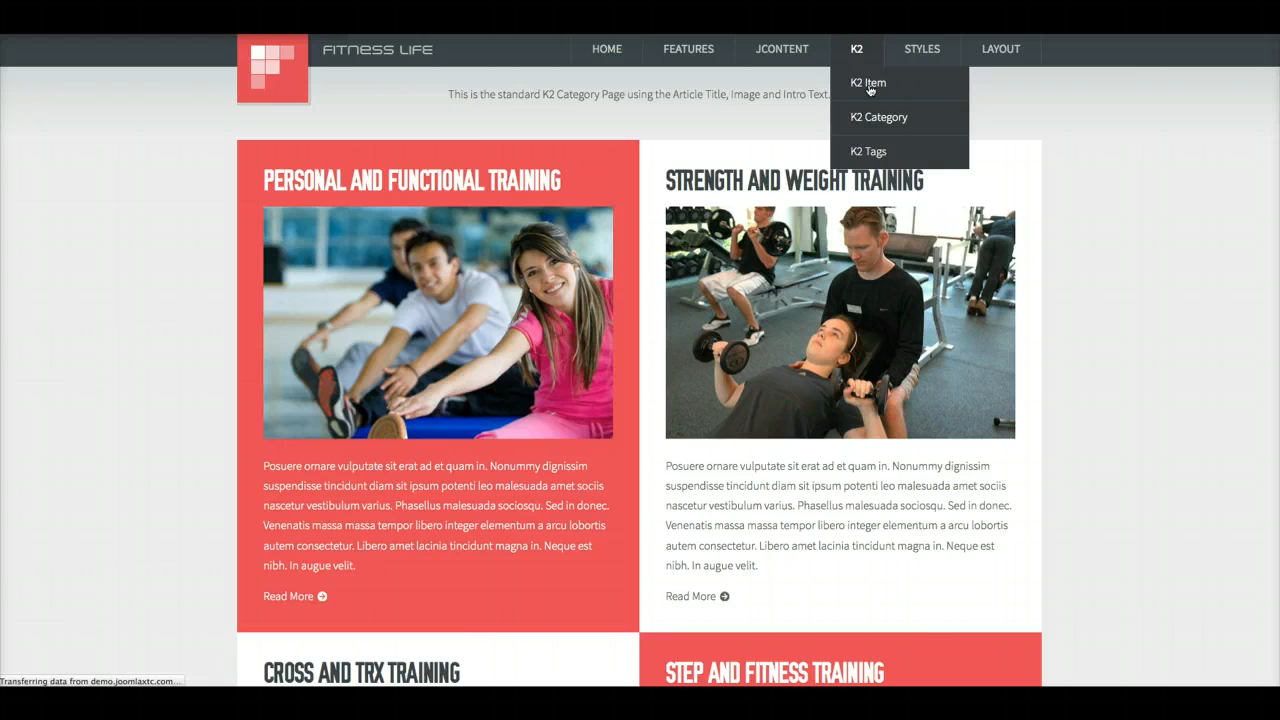 FITNESS LIFE
HOME
FEATURES
JCONTENT
K2
STYLES
LAYOUT
K2 Item
K2 Category
K2 Tags
This is the standard K2 Category Page using the Article Title, Image and Intro Text.
PERSONAL AND FUNCTIONAL TRAINING
Posuere ornare vulputate sit erat ad et quam in. Nonummy dignissim
suspendisse tincidunt diam sit ipsum potenti leo malesuada amet sociis
nascetur vestibulum varius. Phasellus malesuada sociosqu. Sed in donec.
Venenatis massa massa tempor libero integer elementum a arcu lobortis
autem consectetur. Libero amet lacinia tincidunt magna in. Neque est
nibh. In augue velit.
Read More
STRENGTH AND WEIGHT TRAINING
Posuere ornare vulputate sit erat ad et quam in. Nonummy dignissim
suspendisse tincidunt diam sit ipsum potenti leo malesuada amet sociis
nascetur vestibulum varius. Phasellus malesuada sociosqu. Sed in donec.
Venenatis massa massa tempor libero integer elementum a arcu lobortis
autem consectetur. Libero amet lacinia tincidunt magna in. Neque est
nibh. In augue velit.
Read More
CROSS AND TRX TRAINING
STEP AND FITNESS TRAINING
Transferring data from demo.joomlaxtc.com...